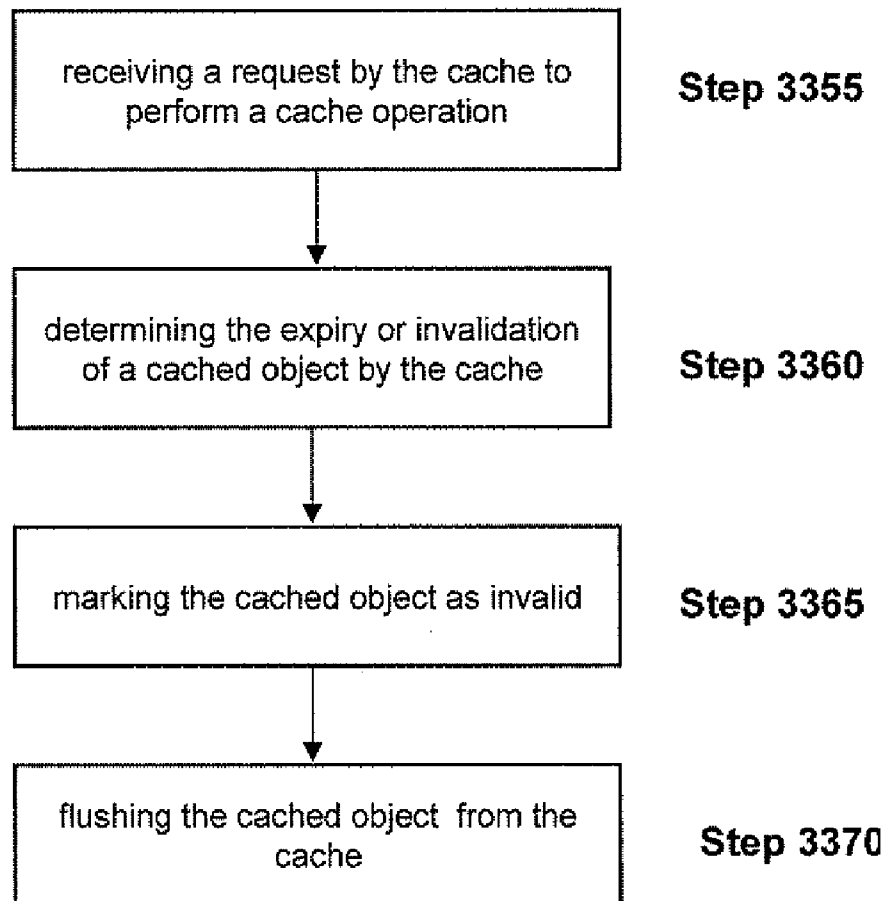 receiving a request by the cache to
perform a cache operation
Step 3355
determining the expiry or invalidation
of a cached object by the cache
Step 3360
marking the cached object as invalid
Step 3365
flushing the cached object from the
cache
Step 3370